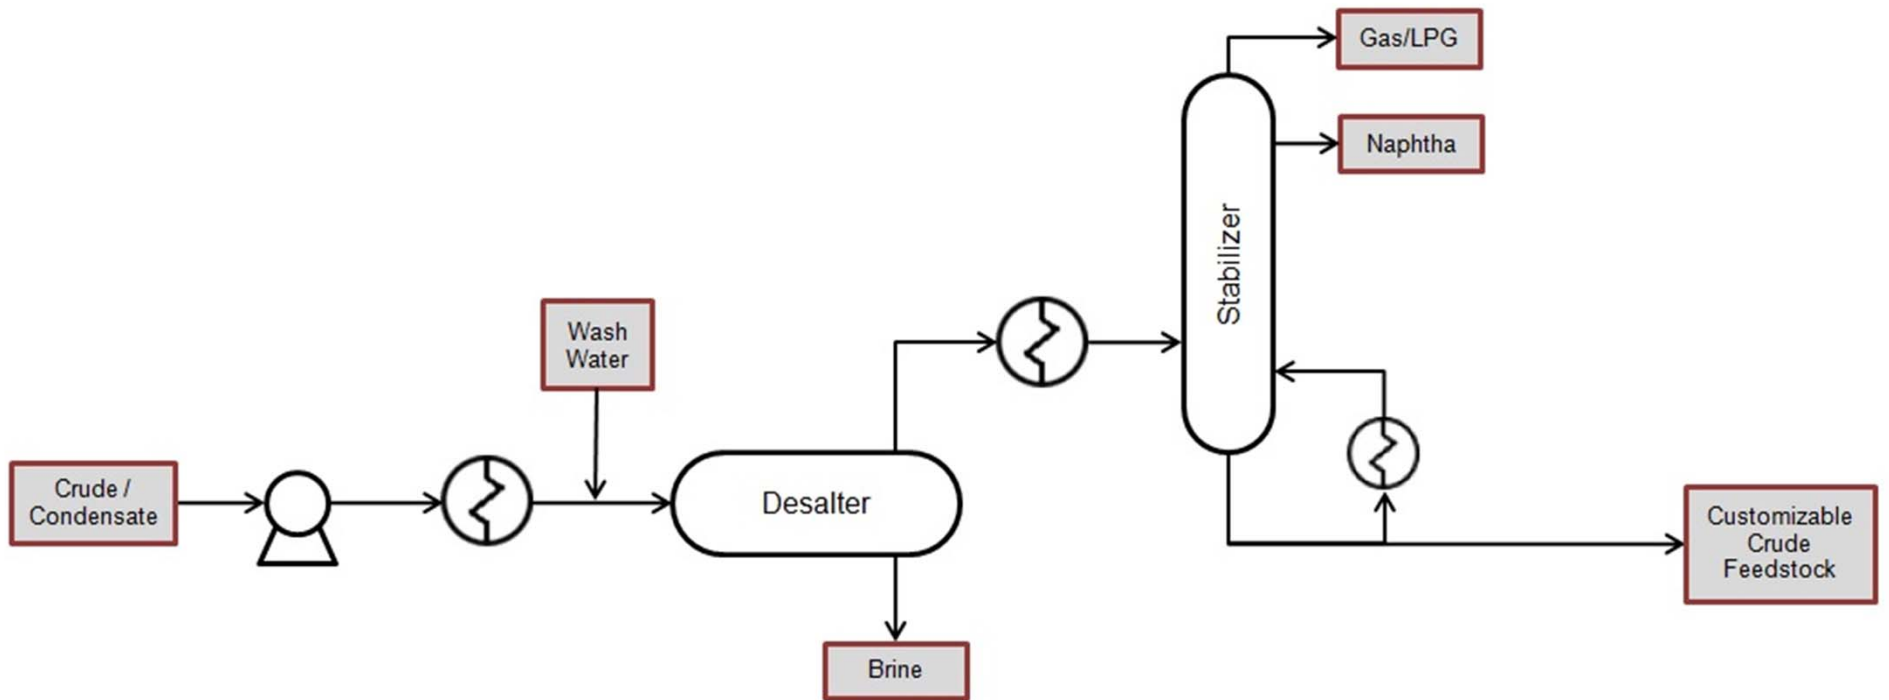 Gas/LPG
Naphtha
Stabilizer
Wash
Water
Crude /
Condensate
Desalter
Customizable
Crude
Feedstock
Brine